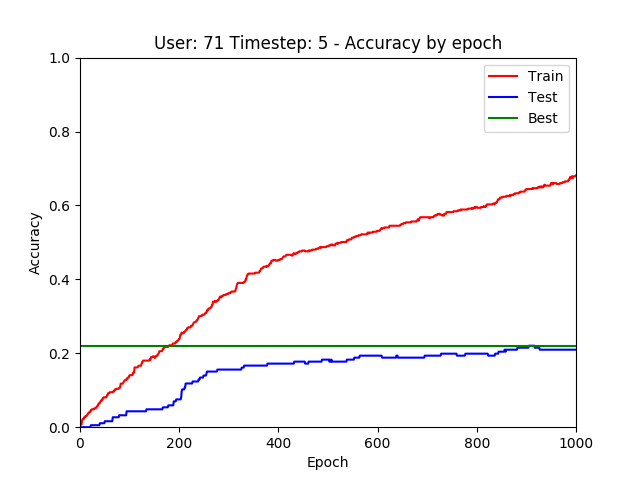 User: 71 Timestep: 5 - Accuracy by epoch
1.0
0.8
0.6
0.4
0.2
0.0
Accuracy
Train
Test
Best
0 200 400 600 800 1000
Epoch